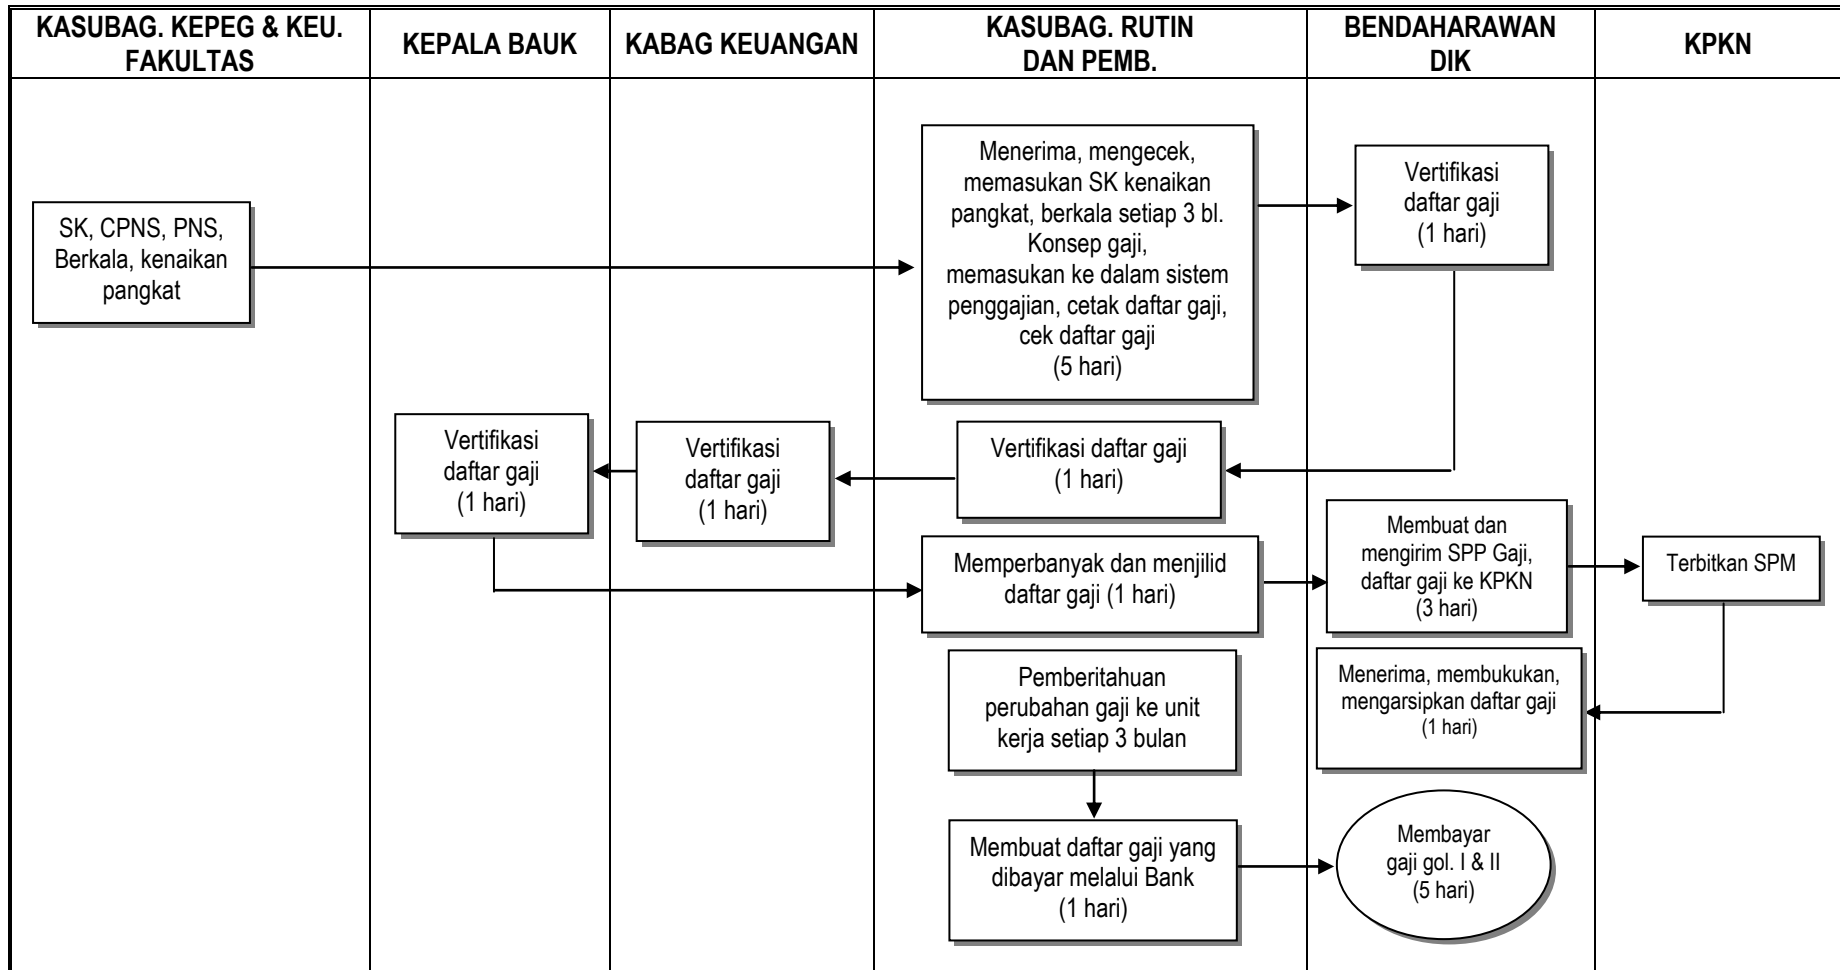 KASUBAG. KEPEG & KEU.
FAKULTAS
KEPALA BAUK
KABAG KEUANGAN
KASUBAG. RUTIN
DAN PEMB.
BENDAHARAWAN
DIK
KPKN
SK, CPNS, PNS,
Berkala, kenaikan
pangkat
Menerima, mengecek,
memasukan SK kenaikan
pangkat, berkala setiap 3 bl.
Konsep gaji,
memasukan ke dalam sistem
penggajian, cetak daftar gaji,
cek daftar gaji
(5 hari)
Vertifikasi
daftar gaji
(1 hari)
Vertifikasi
daftar gaji
(1 hari)
Vertifikasi
daftar gaji
(1 hari)
Vertifikasi daftar gaji
(1 hari)
Memperbanyak dan menjilid
daftar gaji (1 hari)
Membuat dan
mengirim SPP Gaji,
daftar gaji ke KPKN
(3 hari)
Terbitkan SPM
Pemberitahuan
perubahan gaji ke unit
kerja setiap 3 bulan
Menerima, membukukan,
mengarsipkan daftar gaji
(1 hari)
Membuat daftar gaji yang
dibayar melalui Bank
(1 hari)
Membayar
gaji gol. I & II
(5 hari)